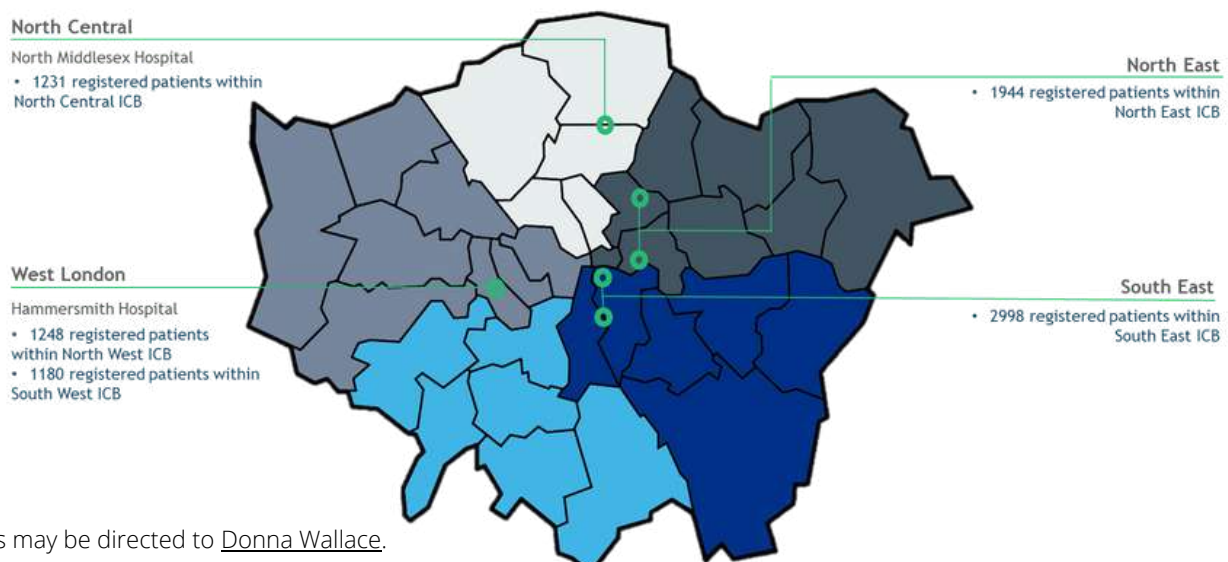 North Central
North Middlesex Hospital
• 1231 registered patients within
North Central ICB
North East
• 1944 registered patients within
North East ICB
West London
Hammersmith Hospital
• 1248 registered patients
within North West ICB
• 1180 registered patients within
South West ICB
South East
• 2998 registered patients within
South East ICB
s may be directed to Donna Wallace.